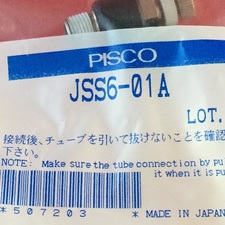 PISCO
JSS6-01A
LOT.
接続後、チューブを引いて抜けないことを確認
下さい。
NOTE: Make sure the tube connection by pu
it when it is pu
*507203* MADE IN JAPAN